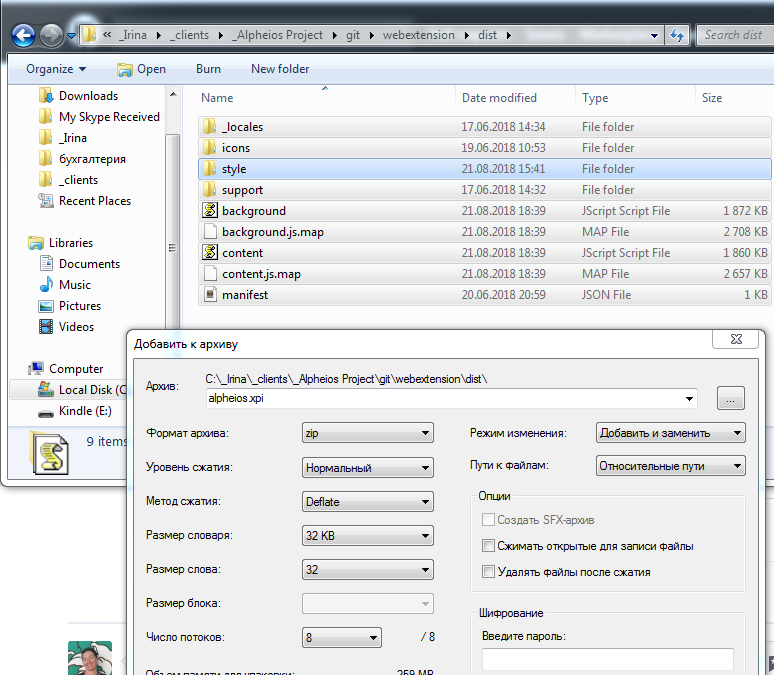 « _Irina ▸ _clients ▸ _Alpheios Project ▸ git ▸ webextension ▸ dist ▸ Search dist
Organize Open Burn New folder
Name Date modified Type Size
Downloads
My Skype Received
_Irina
бухгалтерия
_clients
Recent Places
Libraries
Documents
Music
Pictures
Videos
Computer
Local Disk (C
Kindle (E:)
_locales 17.06.2018 14:34 File folder
icons 19.06.2018 10:53 File folder
style 21.08.2018 15:41 File folder
support 17.06.2018 14:32 File folder
background 21.08.2018 18:39 JScript Script File 1 872 KB
background.js.map 21.08.2018 18:39 MAP File 2 708 KB
content 21.08.2018 18:39 JScript Script File 1 860 KB
content.js.map 21.08.2018 18:39 MAP File 2 657 KB
manifest 20.06.2018 20:59 JSON File 1 KB
9 items
Добавить к архиву
Архив: C:\_Irina\_clients\_Alpheios Project\git\webextension\dist\
alpheios.xpi ...
Формат архива: zip
Уровень сжатия: Нормальный
Метод сжатия: Deflate
Размер словаря: 32 KB
Размер слова: 32
Размер блока:
Число потоков: 8 / 8
Объем памяти для упаковки: 259 MB
Режим изменения: Добавить и заменить
Пути к файлам: Относительные пути
Опции
Создать SFX-архив
Сжимать открытые для записи файлы
Удалять файлы после сжатия
Шифрование
Введите пароль: